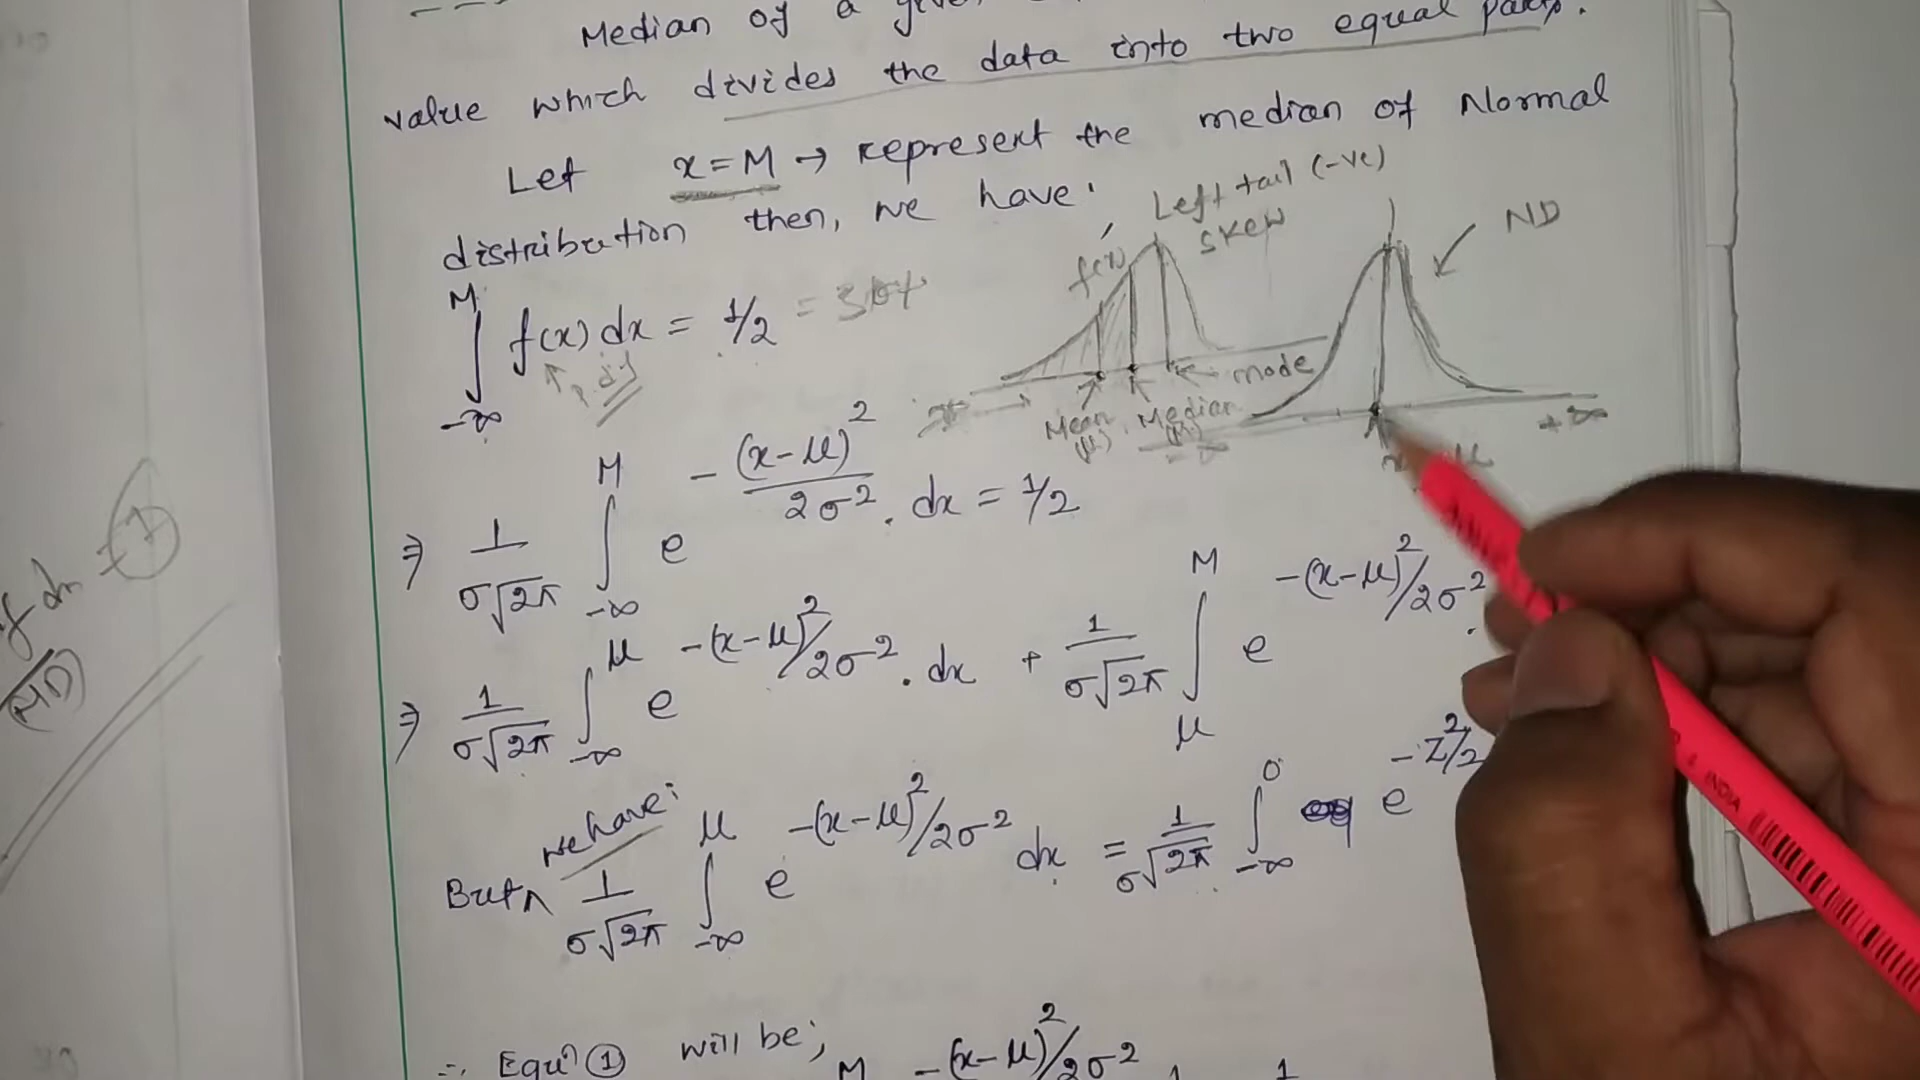 Median of a
value which divides the data into two equal parts.
Let x = M → represent the median of Normal
distribution then, we have:
Left tail (-ve)
skew
ND
f(x)
∫_{-∞}^{M} f(x) dx = 1/2
p.d.f
mode
Mean (μ)
Median (M)
+∞
⇒ 1/σ√2π ∫_{-∞}^{M} e^{-(x-μ)²/2σ²} . dx = 1/2
⇒ 1/σ√2π ∫_{-∞}^{μ} e^{-(x-μ)²/2σ²} . dx + 1/σ√2π ∫_{μ}^{M} e^{-(x-μ)²/2σ²} .
But ∧ we have: 1/σ√2π ∫_{-∞}^{μ} e^{-(x-μ)²/2σ²} dx = 1/σ√2π ∫_{-∞}^{0} e^{-z²/2}
∴ Equⁿ ① will be;
M -(x-μ)²/2σ² 1
(ND)
INDIA